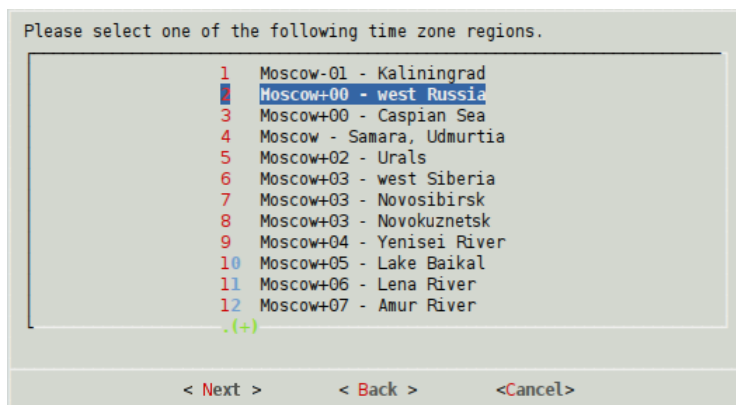 Please select one of the following time zone regions.
1 Moscow-01 - Kaliningrad
2 Moscow+00 - west Russia
3 Moscow+00 - Caspian Sea
4 Moscow - Samara, Udmurtia
5 Moscow+02 - Urals
6 Moscow+03 - west Siberia
7 Moscow+03 - Novosibirsk
8 Moscow+03 - Novokuznetsk
9 Moscow+04 - Yenisei River
10 Moscow+05 - Lake Baikal
11 Moscow+06 - Lena River
12 Moscow+07 - Amur River
.(+)
< Next > < Back > <Cancel>